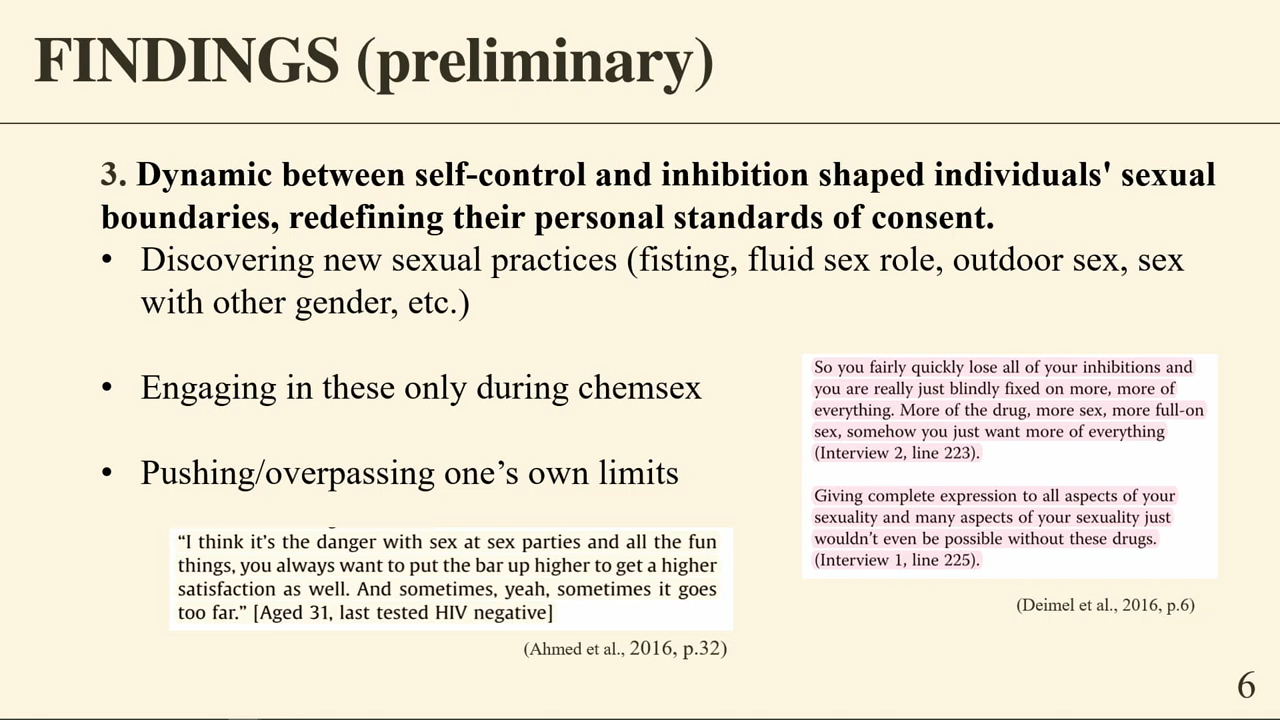 FINDINGS (preliminary)
3. Dynamic between self-control and inhibition shaped individuals' sexual
boundaries, redefining their personal standards of consent.
• Discovering new sexual practices (fisting, fluid sex role, outdoor sex, sex
with other gender, etc.)
• Engaging in these only during chemsex
• Pushing/overpassing one’s own limits
“I think it’s the danger with sex at sex parties and all the fun
things, you always want to put the bar up higher to get a higher
satisfaction as well. And sometimes, yeah, sometimes it goes
too far.” [Aged 31, last tested HIV negative]
(Ahmed et al., 2016, p.32)
So you fairly quickly lose all of your inhibitions and
you are really just blindly fixed on more, more of
everything. More of the drug, more sex, more full-on
sex, somehow you just want more of everything
(Interview 2, line 223).
Giving complete expression to all aspects of your
sexuality and many aspects of your sexuality just
wouldn’t even be possible without these drugs.
(Interview 1, line 225).
(Deimel et al., 2016, p.6)
6